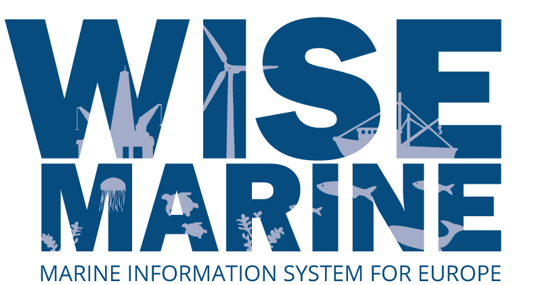 WISE
MARINE
MARINE INFORMATION SYSTEM FOR EUROPE